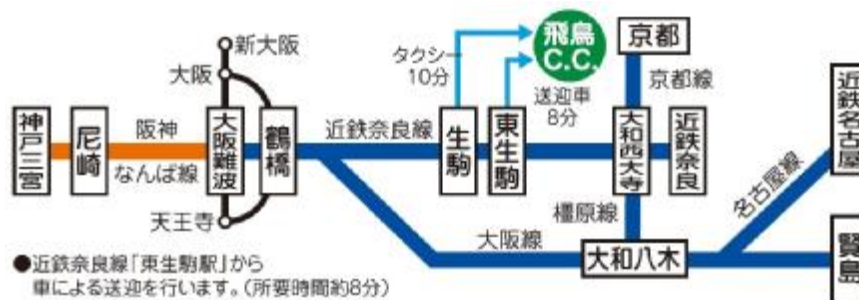 新大阪
大阪
神戸三宮
尼崎
阪神
なんば線
大阪難波
鶴橋
天王寺
近鉄奈良線
生駒
東生駒
タクシー
10分
飛鳥
C.C.
送迎車
8分
京都
京都線
大和西大寺
近鉄奈良
橿原線
大阪線
大和八木
名古屋線
近鉄名古屋
賢島
●近鉄奈良線「東生駒駅」から
車による送迎を行います。(所要時間約8分)